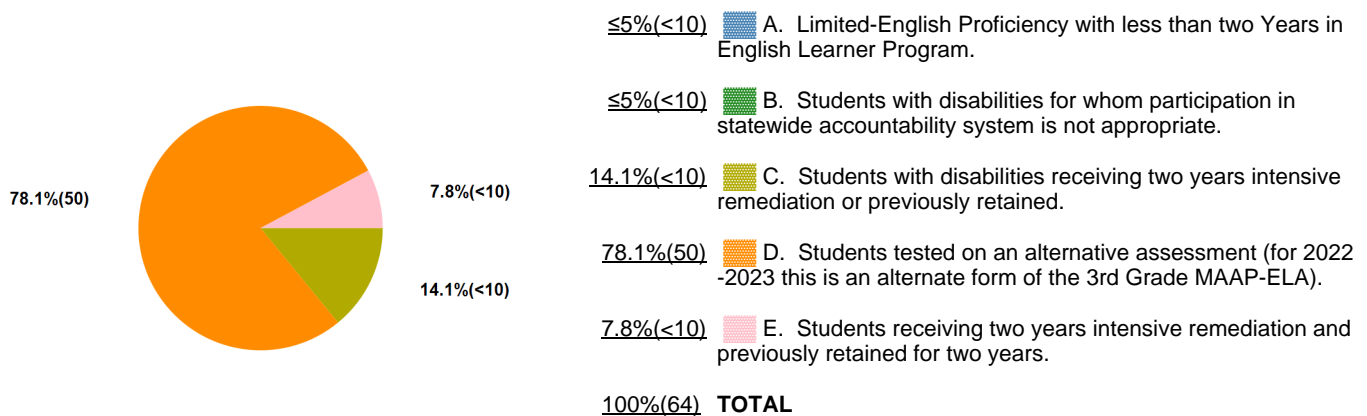 78.1%(50)
7.8%(<10)
14.1%(<10)
≤5%(<10) A. Limited-English Proficiency with less than two Years in
English Learner Program.
≤5%(<10) B. Students with disabilities for whom participation in
statewide accountability system is not appropriate.
14.1%(<10) C. Students with disabilities receiving two years intensive
remediation or previously retained.
78.1%(50) D. Students tested on an alternative assessment (for 2022
-2023 this is an alternate form of the 3rd Grade MAAP-ELA).
7.8%(<10) E. Students receiving two years intensive remediation and
previously retained for two years.
100%(64) TOTAL